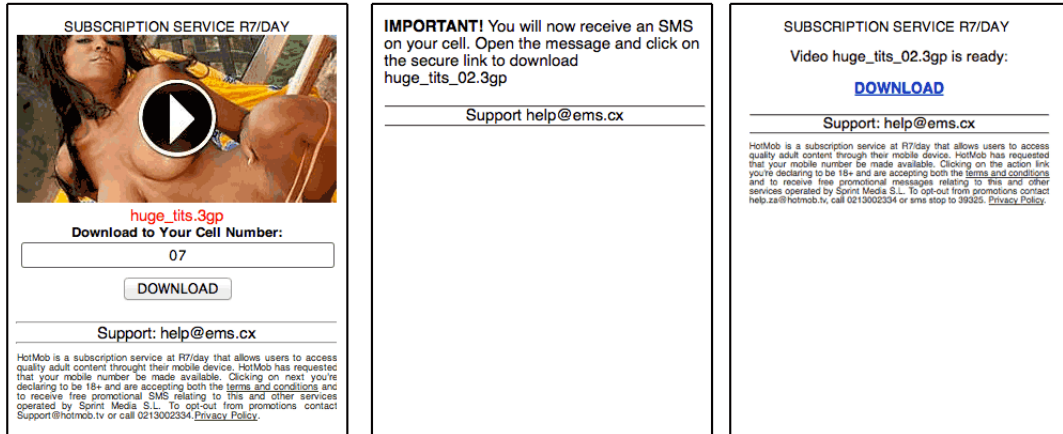 SUBSCRIPTION SERVICE R7/DAY
huge_tits.3gp
Download to Your Cell Number:
07
DOWNLOAD
Support: help@ems.cx
HotMob is a subscription service at R7/day that allows users to access
quality adult content throught their mobile device. HotMob has requested
that your mobile number be made available. Clicking on next you're
declaring to be 18+ and are accepting both the terms and conditions and
to receive free promotional SMS relating to this and other services
operated by Sprint Media S.L. To opt-out from promotions contact
Support@hotmob.tv or call 0213002334.Privacy Policy.
IMPORTANT! You will now receive an SMS
on your cell. Open the message and click on
the secure link to download
huge_tits_02.3gp
Support help@ems.cx
SUBSCRIPTION SERVICE R7/DAY
Video huge_tits_02.3gp is ready:
DOWNLOAD
Support: help@ems.cx
HotMob is a subscription service at R7/day that allows users to access
quality adult content through their mobile device. HotMob has requested
that your mobile number be made available. Clicking on the action link
you're declaring to be 18+ and are accepting both the terms and conditions
and to receive free promotional messages relating to this and other
services operated by Sprint Media S.L. To opt-out from promotions contact
help.za@hotmob.tv, call 0213002334 or sms stop to 39325. Privacy Policy.